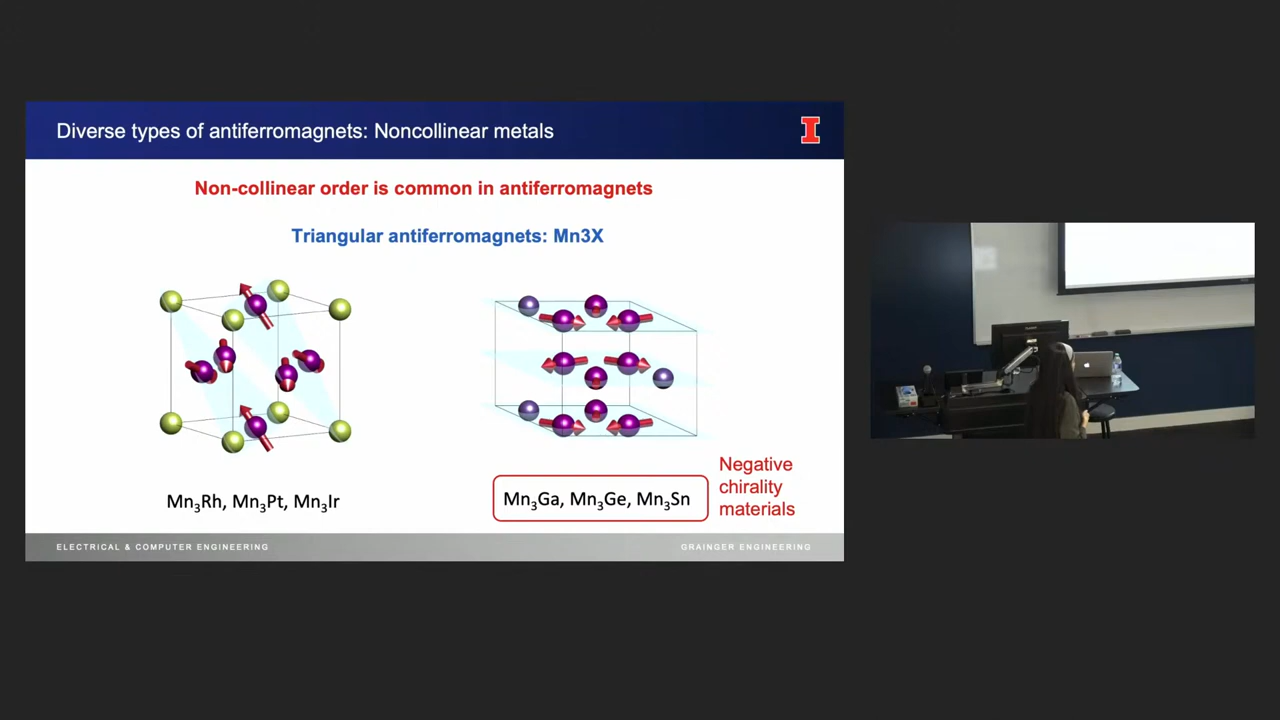 Diverse types of antiferromagnets: Noncollinear metals
I
Non-collinear order is common in antiferromagnets
Triangular antiferromagnets: Mn3X
Mn₃Rh, Mn₃Pt, Mn₃Ir
Mn₃Ga, Mn₃Ge, Mn₃Sn
Negative
chirality
materials
ELECTRICAL & COMPUTER ENGINEERING
GRAINGER ENGINEERING